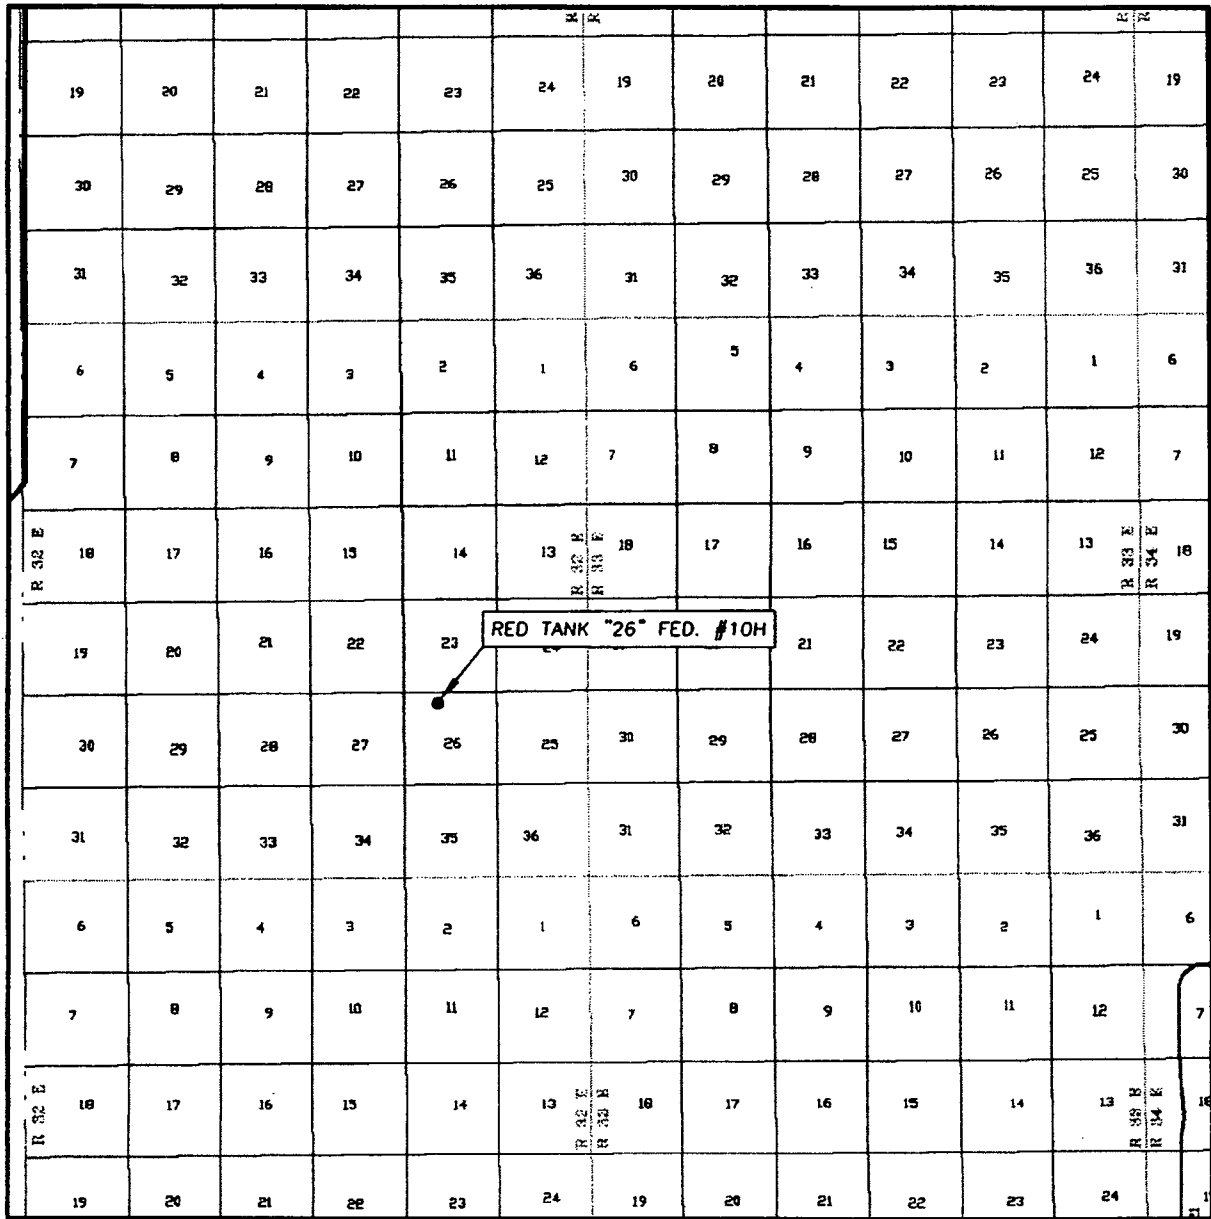 R R R R
19 20 21 22 23 24 19 20 21 22 23 24 19
30 29 28 27 26 25 30 29 28 27 26 25 30
31 32 33 34 35 36 31 32 33 34 35 36 31
6 5 4 3 2 1 6 5 4 3 2 1 6
7 8 9 10 11 12 7 8 9 10 11 12 7
R 32 E 18 17 16 15 14 13 R 32 E R 33 E 18 17 16 15 14 13 R 33 E R 34 E 18
RED TANK "26" FED. #10H
19 20 21 22 23 21 22 23 24 19
30 29 28 27 26 25 30 29 28 27 26 25 30
31 32 33 34 35 36 31 32 33 34 35 36 31
6 5 4 3 2 1 6 5 4 3 2 1 6
7 8 9 10 11 12 7 8 9 10 11 12 7
R 32 E 18 17 16 15 14 13 R 32 E R 33 E 18 17 16 15 14 13 R 33 E R 34 E
19 20 21 22 23 24 19 20 21 22 23 24